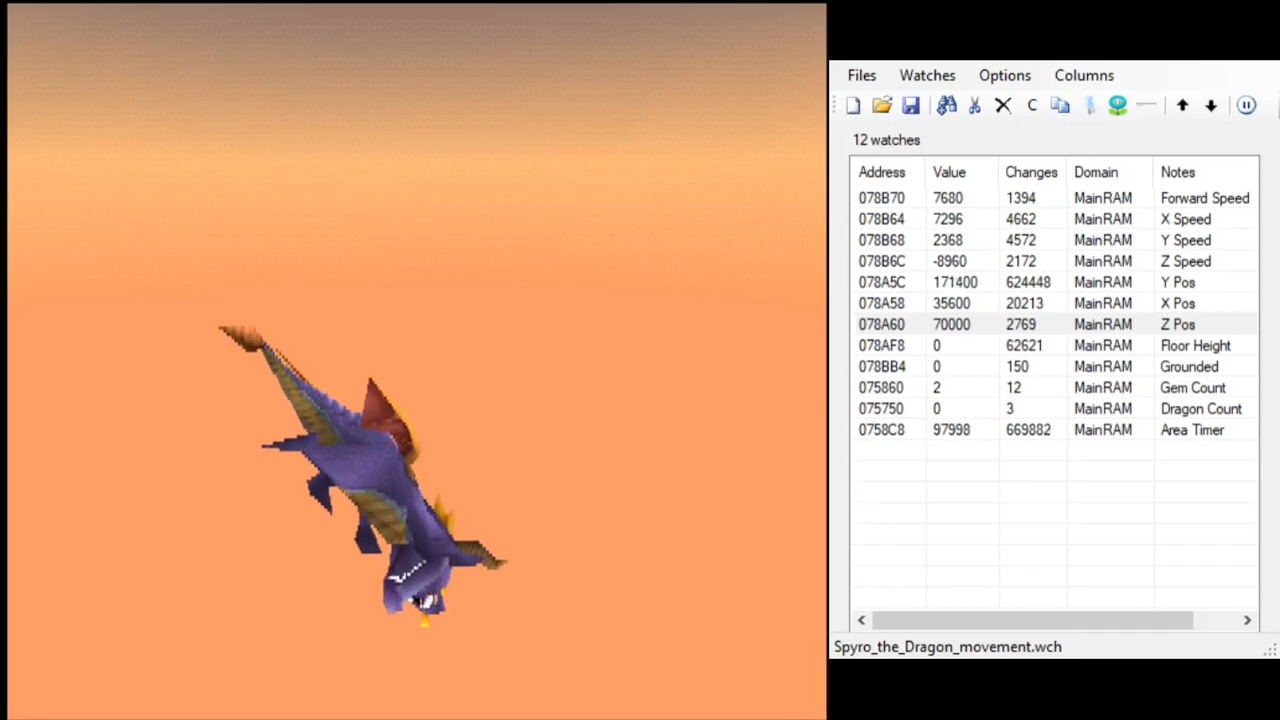 Files Watches Options Columns
C
12 watches
Address Value Changes Domain Notes
078B70 7680 1394 MainRAM Forward Speed
078B64 7296 4662 MainRAM X Speed
078B68 2368 4572 MainRAM Y Speed
078B6C -8960 2172 MainRAM Z Speed
078A5C 171400 624448 MainRAM Y Pos
078A58 35600 20213 MainRAM X Pos
078A60 70000 2769 MainRAM Z Pos
078AF8 0 62621 MainRAM Floor Height
078BB4 0 150 MainRAM Grounded
075860 2 12 MainRAM Gem Count
075750 0 3 MainRAM Dragon Count
0758C8 97998 669882 MainRAM Area Timer
Spyro_the_Dragon_movement.wch